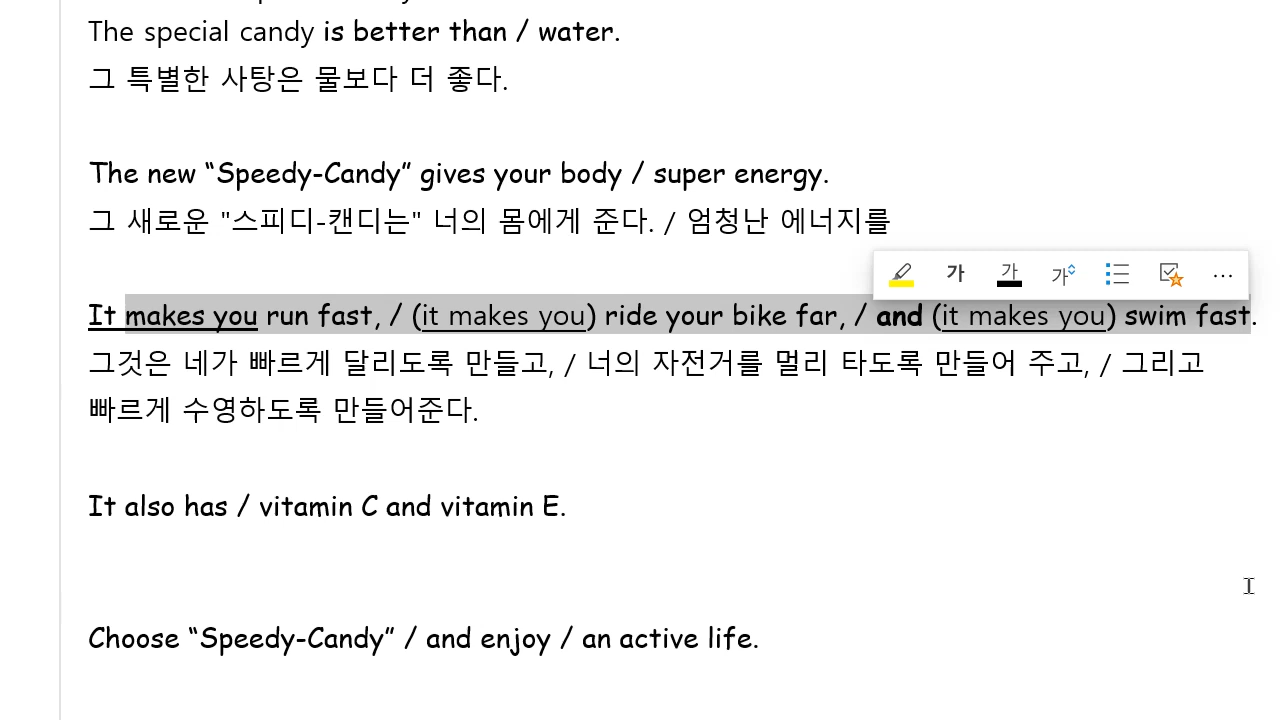 The special candy is better than / water.
그 특별한 사탕은 물보다 더 좋다.
The new “Speedy-Candy” gives your body / super energy.
그 새로운 "스피디-캔디는" 너의 몸에게 준다. / 엄청난 에너지를
가 가 가 ...
It makes you run fast, / (it makes you) ride your bike far, / and (it makes you) swim fast.
그것은 네가 빠르게 달리도록 만들고, / 너의 자전거를 멀리 타도록 만들어 주고, / 그리고
빠르게 수영하도록 만들어준다.
It also has / vitamin C and vitamin E.
Choose “Speedy-Candy” / and enjoy / an active life.